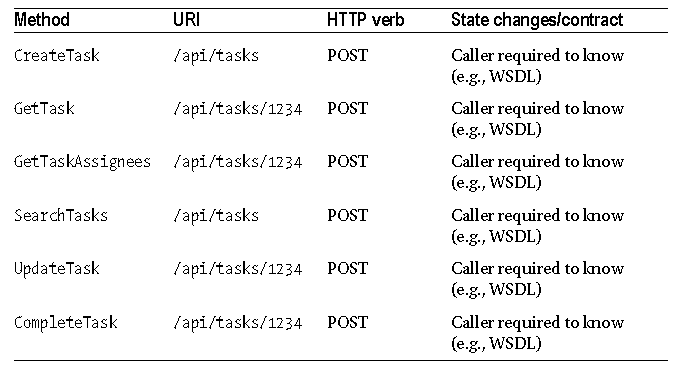 Method URI HTTP verb State changes/contract
CreateTask /api/tasks POST Caller required to know
(e.g., WSDL)
GetTask /api/tasks/1234 POST Caller required to know
(e.g., WSDL)
GetTaskAssignees /api/tasks/1234 POST Caller required to know
(e.g., WSDL)
SearchTasks /api/tasks POST Caller required to know
(e.g., WSDL)
UpdateTask /api/tasks/1234 POST Caller required to know
(e.g., WSDL)
CompleteTask /api/tasks/1234 POST Caller required to know
(e.g., WSDL)